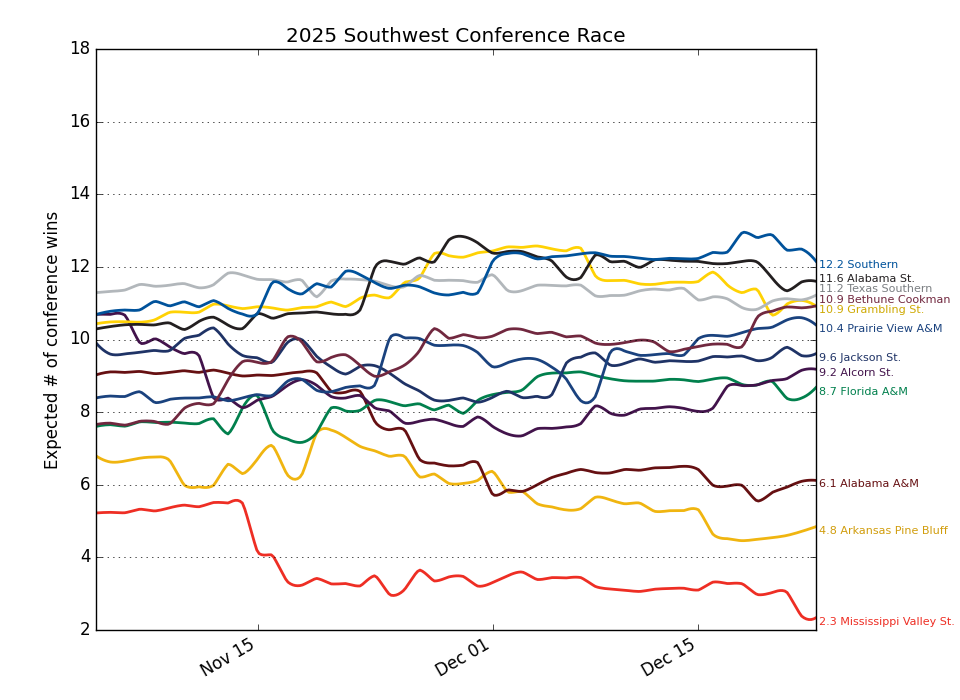 2025 Southwest Conference Race
Expected # of conference wins
18
16
14
12
10
8
6
4
2
Nov 15
Dec 01
Dec 15
12.2 Southern
11.6 Alabama St.
11.2 Texas Southern
10.9 Bethune Cookman
10.9 Grambling St.
10.4 Prairie View A&M
9.6 Jackson St.
9.2 Alcorn St.
8.7 Florida A&M
6.1 Alabama A&M
4.8 Arkansas Pine Bluff
2.3 Mississippi Valley St.